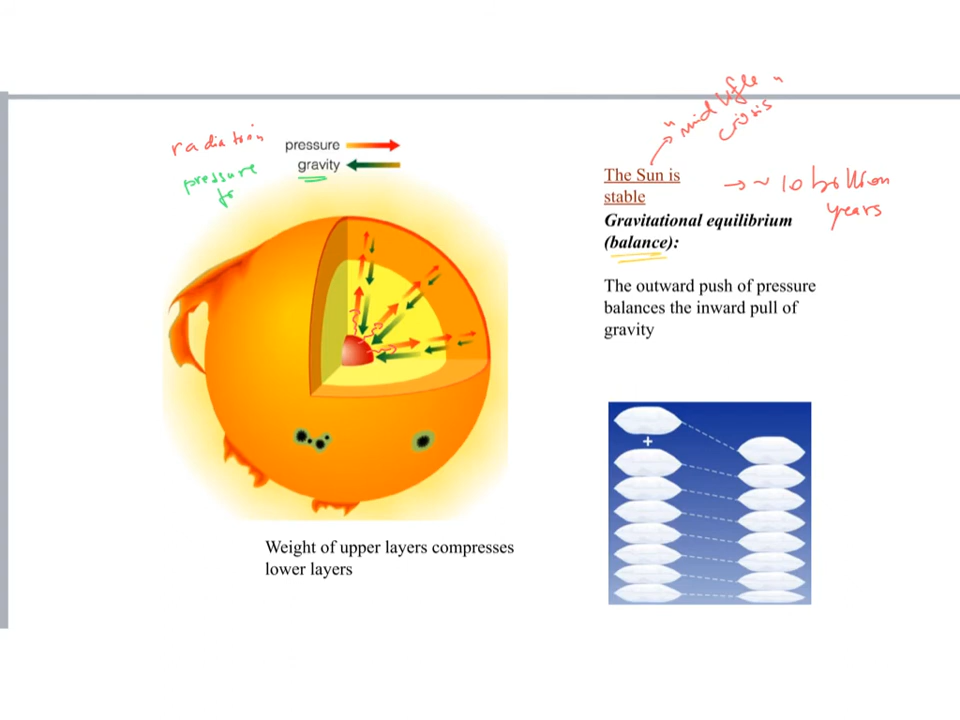 "mid life"
crisis
radiation
pressure
gravity
pressure
The Sun is
stable
→ ~ 10 billion
years
Gravitational equilibrium
(balance):
The outward push of pressure
balances the inward pull of
gravity
+
Weight of upper layers compresses
lower layers